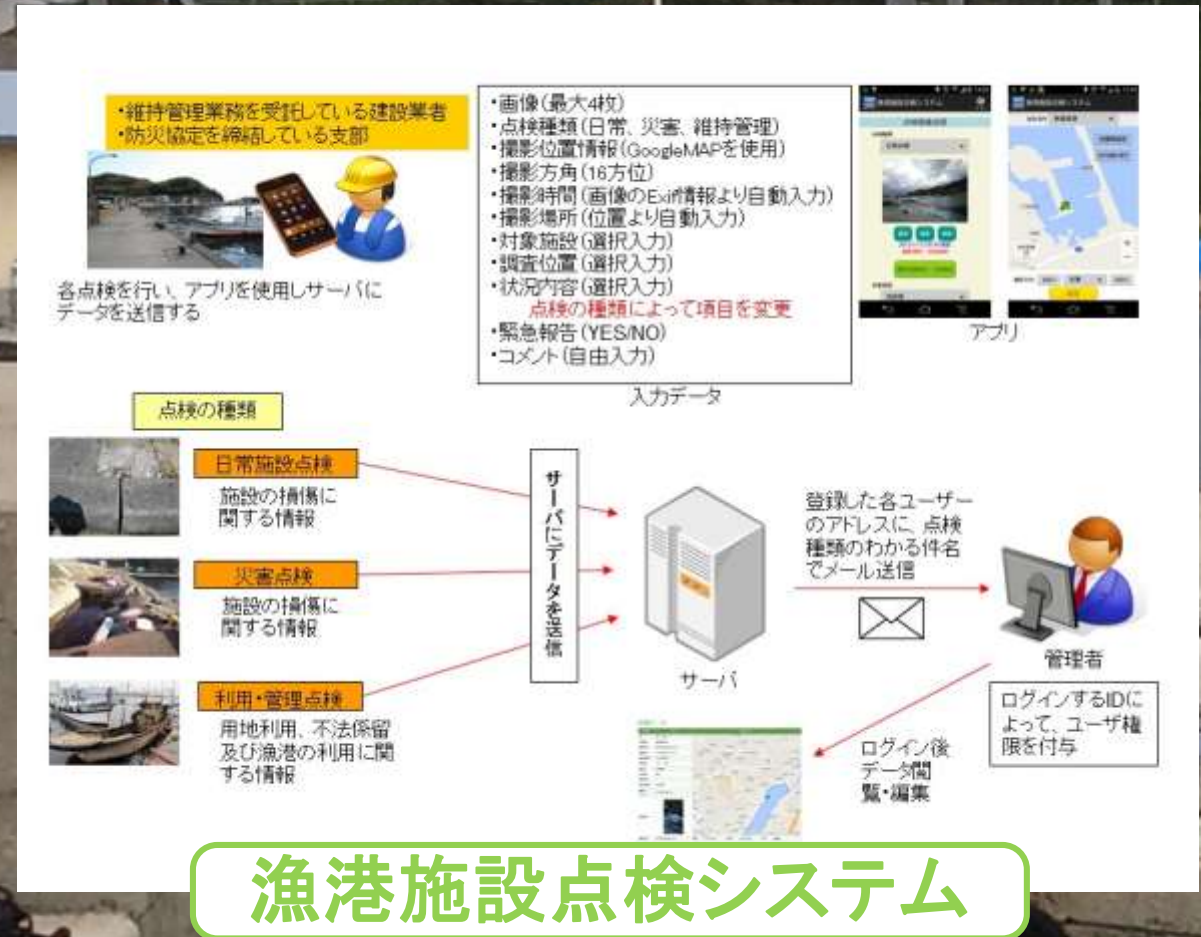 ・維持管理業務を受託している建設業者
・防災協定を締結している支部
各点検を行い、アプリを使用しサーバに
データを送信する
・画像(最大4枚)
・点検種類(日常、災害、維持管理)
・撮影位置情報(GoogleMAPを使用)
・撮影方角(16方位)
・撮影時間(画像のExif情報より自動入力)
・撮影場所(位置より自動入力)
・対象施設(選択入力)
・調査位置(選択入力)
・状況内容(選択入力)
点検の種類によって項目を変更
・緊急報告(YES/NO)
・コメント(自由入力)
入力データ
アプリ
点検の種類
日常施設点検
施設の損傷に
関する情報
災害点検
施設の損傷に
関する情報
利用・管理点検
用地利用、不法係留
及び漁港の利用に関
する情報
サーバにデータを送信
サーバ
登録した各ユーザー
のアドレスに、点検
種類のわかる件名
でメール送信
管理者
ログインするIDに
よって、ユーザ権
限を付与
ログイン後
データ閲
覧・編集
漁港施設点検システム